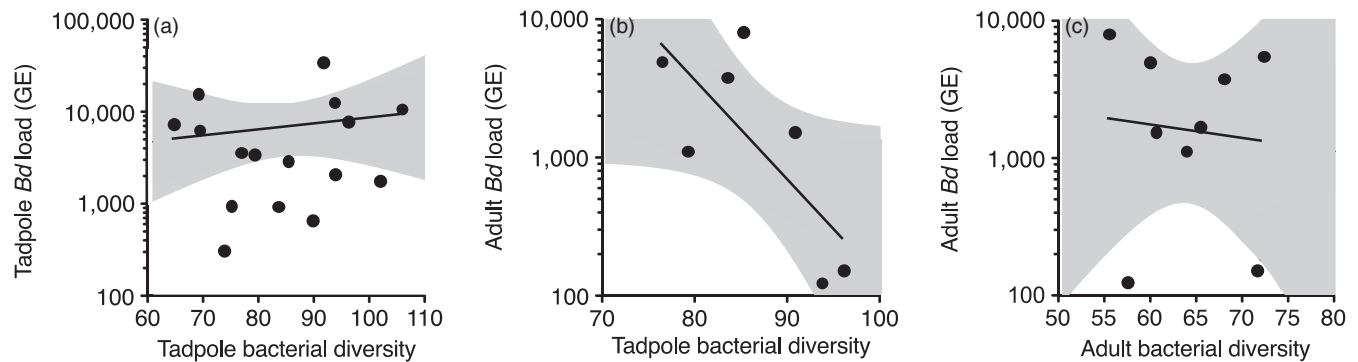 (a)
Tadpole Bd load (GE)
100,000
10,000
1,000
100
60 70 80 90 100 110
Tadpole bacterial diversity
(b)
Adult Bd load (GE)
10,000
1,000
100
70 80 90 100
Tadpole bacterial diversity
(c)
Adult Bd load (GE)
10,000
1,000
100
50 55 60 65 70 75 80
Adult bacterial diversity